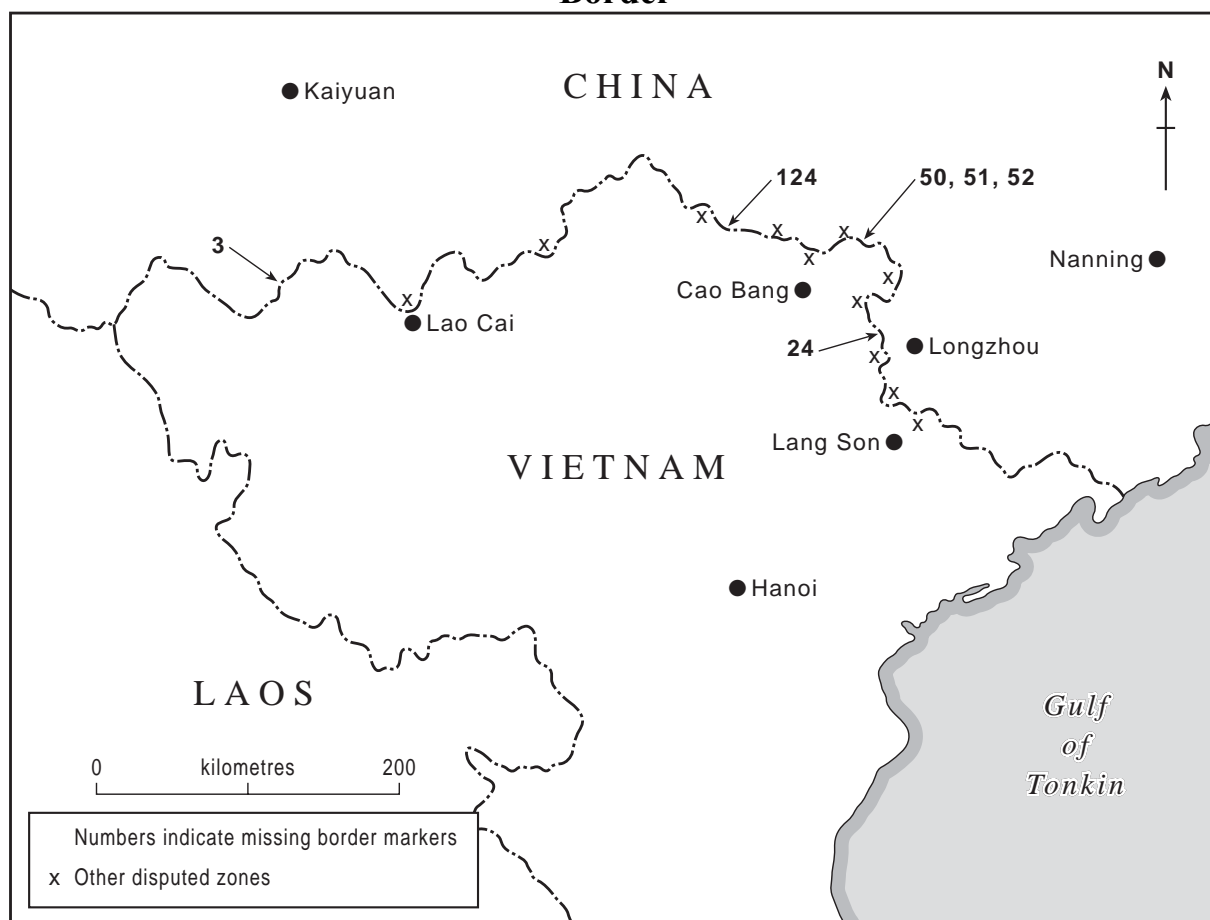 Border
CHINA
Kaiyuan
N
124
50, 51, 52
3
x
x
x
x
x
Nanning
x
Cao Bang
x
x
x
Lao Cai
24
Longzhou
x
x
x
Lang Son
VIETNAM
Hanoi
LAOS
Gulf
of
Tonkin
0 kilometres 200
Numbers indicate missing border markers
x Other disputed zones